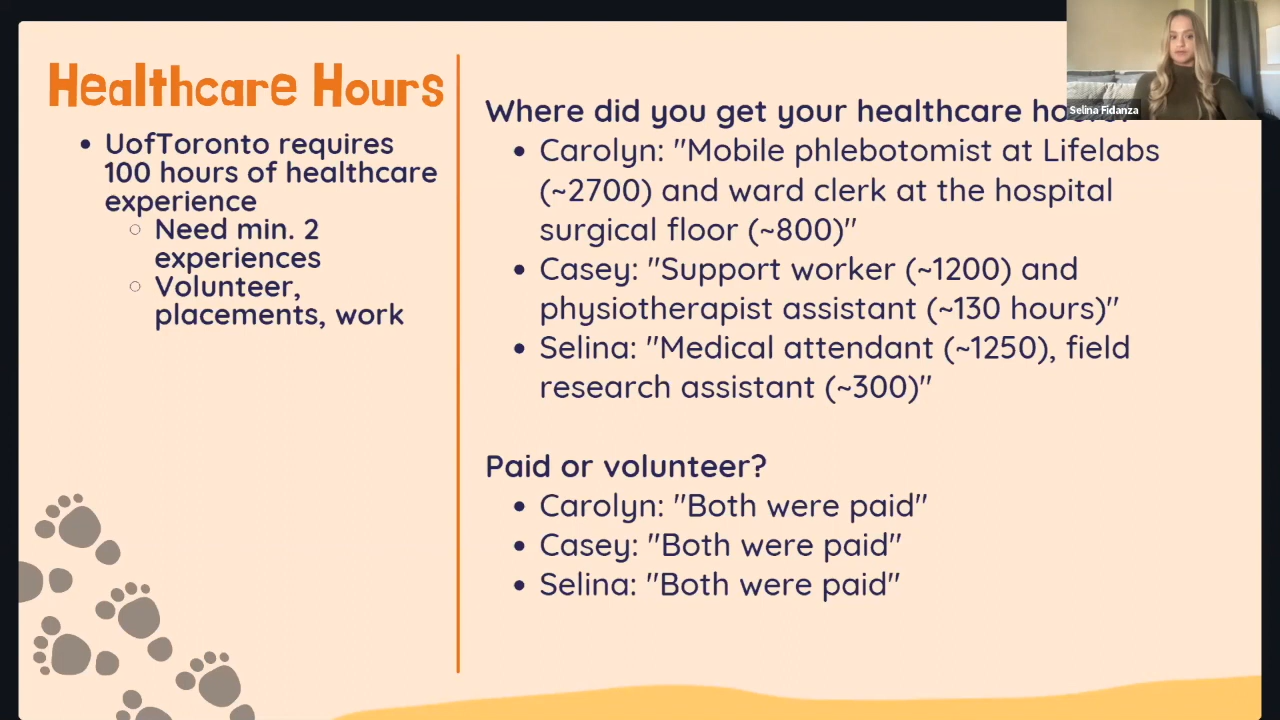 Healthcare Hours
UofToronto requires
100 hours of healthcare
experience
Need min. 2
experiences
Volunteer,
placements, work
Where did you get your healthcare
Carolyn: "Mobile phlebotomist at Lifelabs
(~2700) and ward clerk at the hospital
surgical floor (~800)"
Casey: "Support worker (~1200) and
physiotherapist assistant (~130 hours)"
Selina: "Medical attendant (~1250), field
research assistant (~300)"
Paid or volunteer?
Carolyn: "Both were paid"
Casey: "Both were paid"
Selina: "Both were paid"
Selina Fidanza